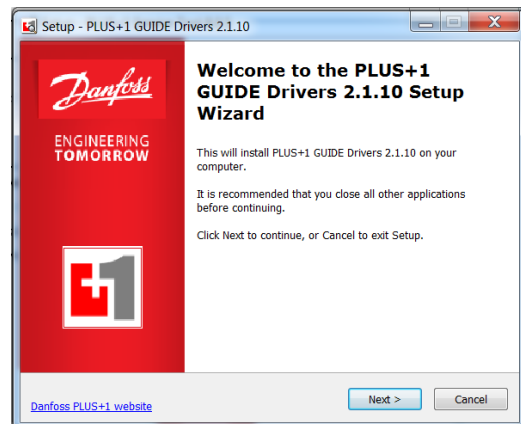 Setup - PLUS+1 GUIDE Drivers 2.1.10
Danfoss
ENGINEERING
TOMORROW
Welcome to the PLUS+1
GUIDE Drivers 2.1.10 Setup
Wizard
This will install PLUS+1 GUIDE Drivers 2.1.10 on your
computer.
It is recommended that you close all other applications
before continuing.
Click Next to continue, or Cancel to exit Setup.
+1
Danfoss PLUS+1 website
Next >
Cancel